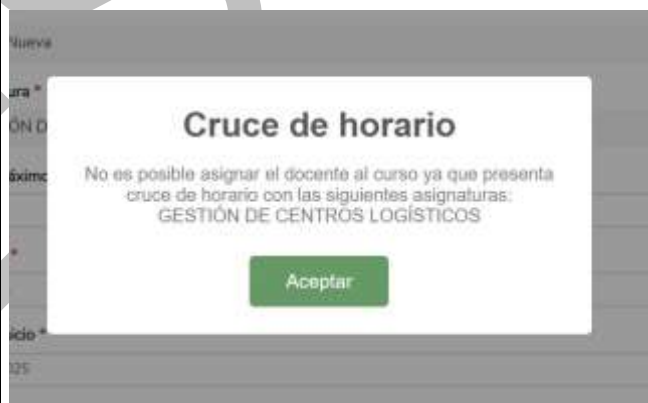 Nueva
ura *
ÓN D
áximo
Cruce de horario
No es posible asignar el docente al curso ya que presenta
cruce de horario con las siguientes asignaturas:
GESTIÓN DE CENTROS LOGÍSTICOS
*
Aceptar
icio *
025